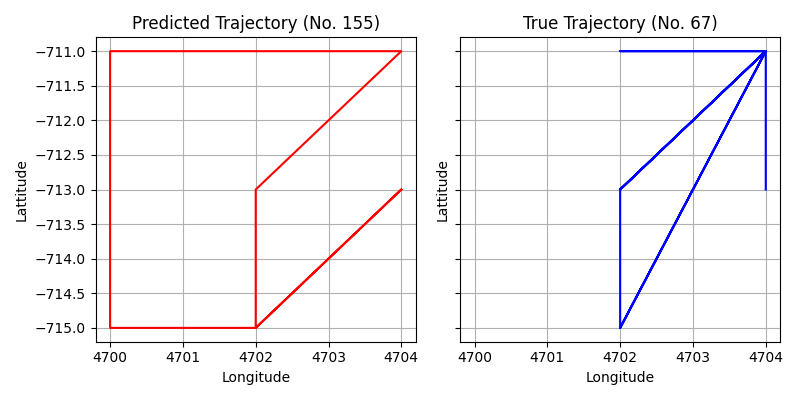 Predicted Trajectory (No. 155)
True Trajectory (No. 67)
−711.0
−711.5
−712.0
−712.5
−713.0
−713.5
−714.0
−714.5
−715.0
Lattitude
Lattitude
4700 4701 4702 4703 4704
4700 4701 4702 4703 4704
Longitude
Longitude